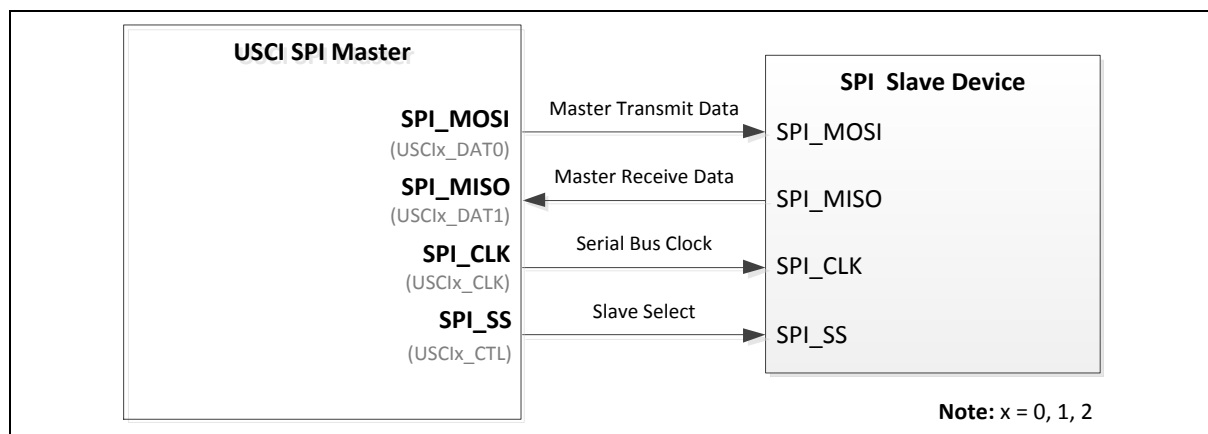 USCI SPI Master
SPI_MOSI
(USCIx_DAT0)
SPI_MISO
(USCIx_DAT1)
SPI_CLK
(USCIx_CLK)
SPI_SS
(USCIx_CTL)
Master Transmit Data
Master Receive Data
Serial Bus Clock
Slave Select
SPI Slave Device
SPI_MOSI
SPI_MISO
SPI_CLK
SPI_SS
Note: x = 0, 1, 2